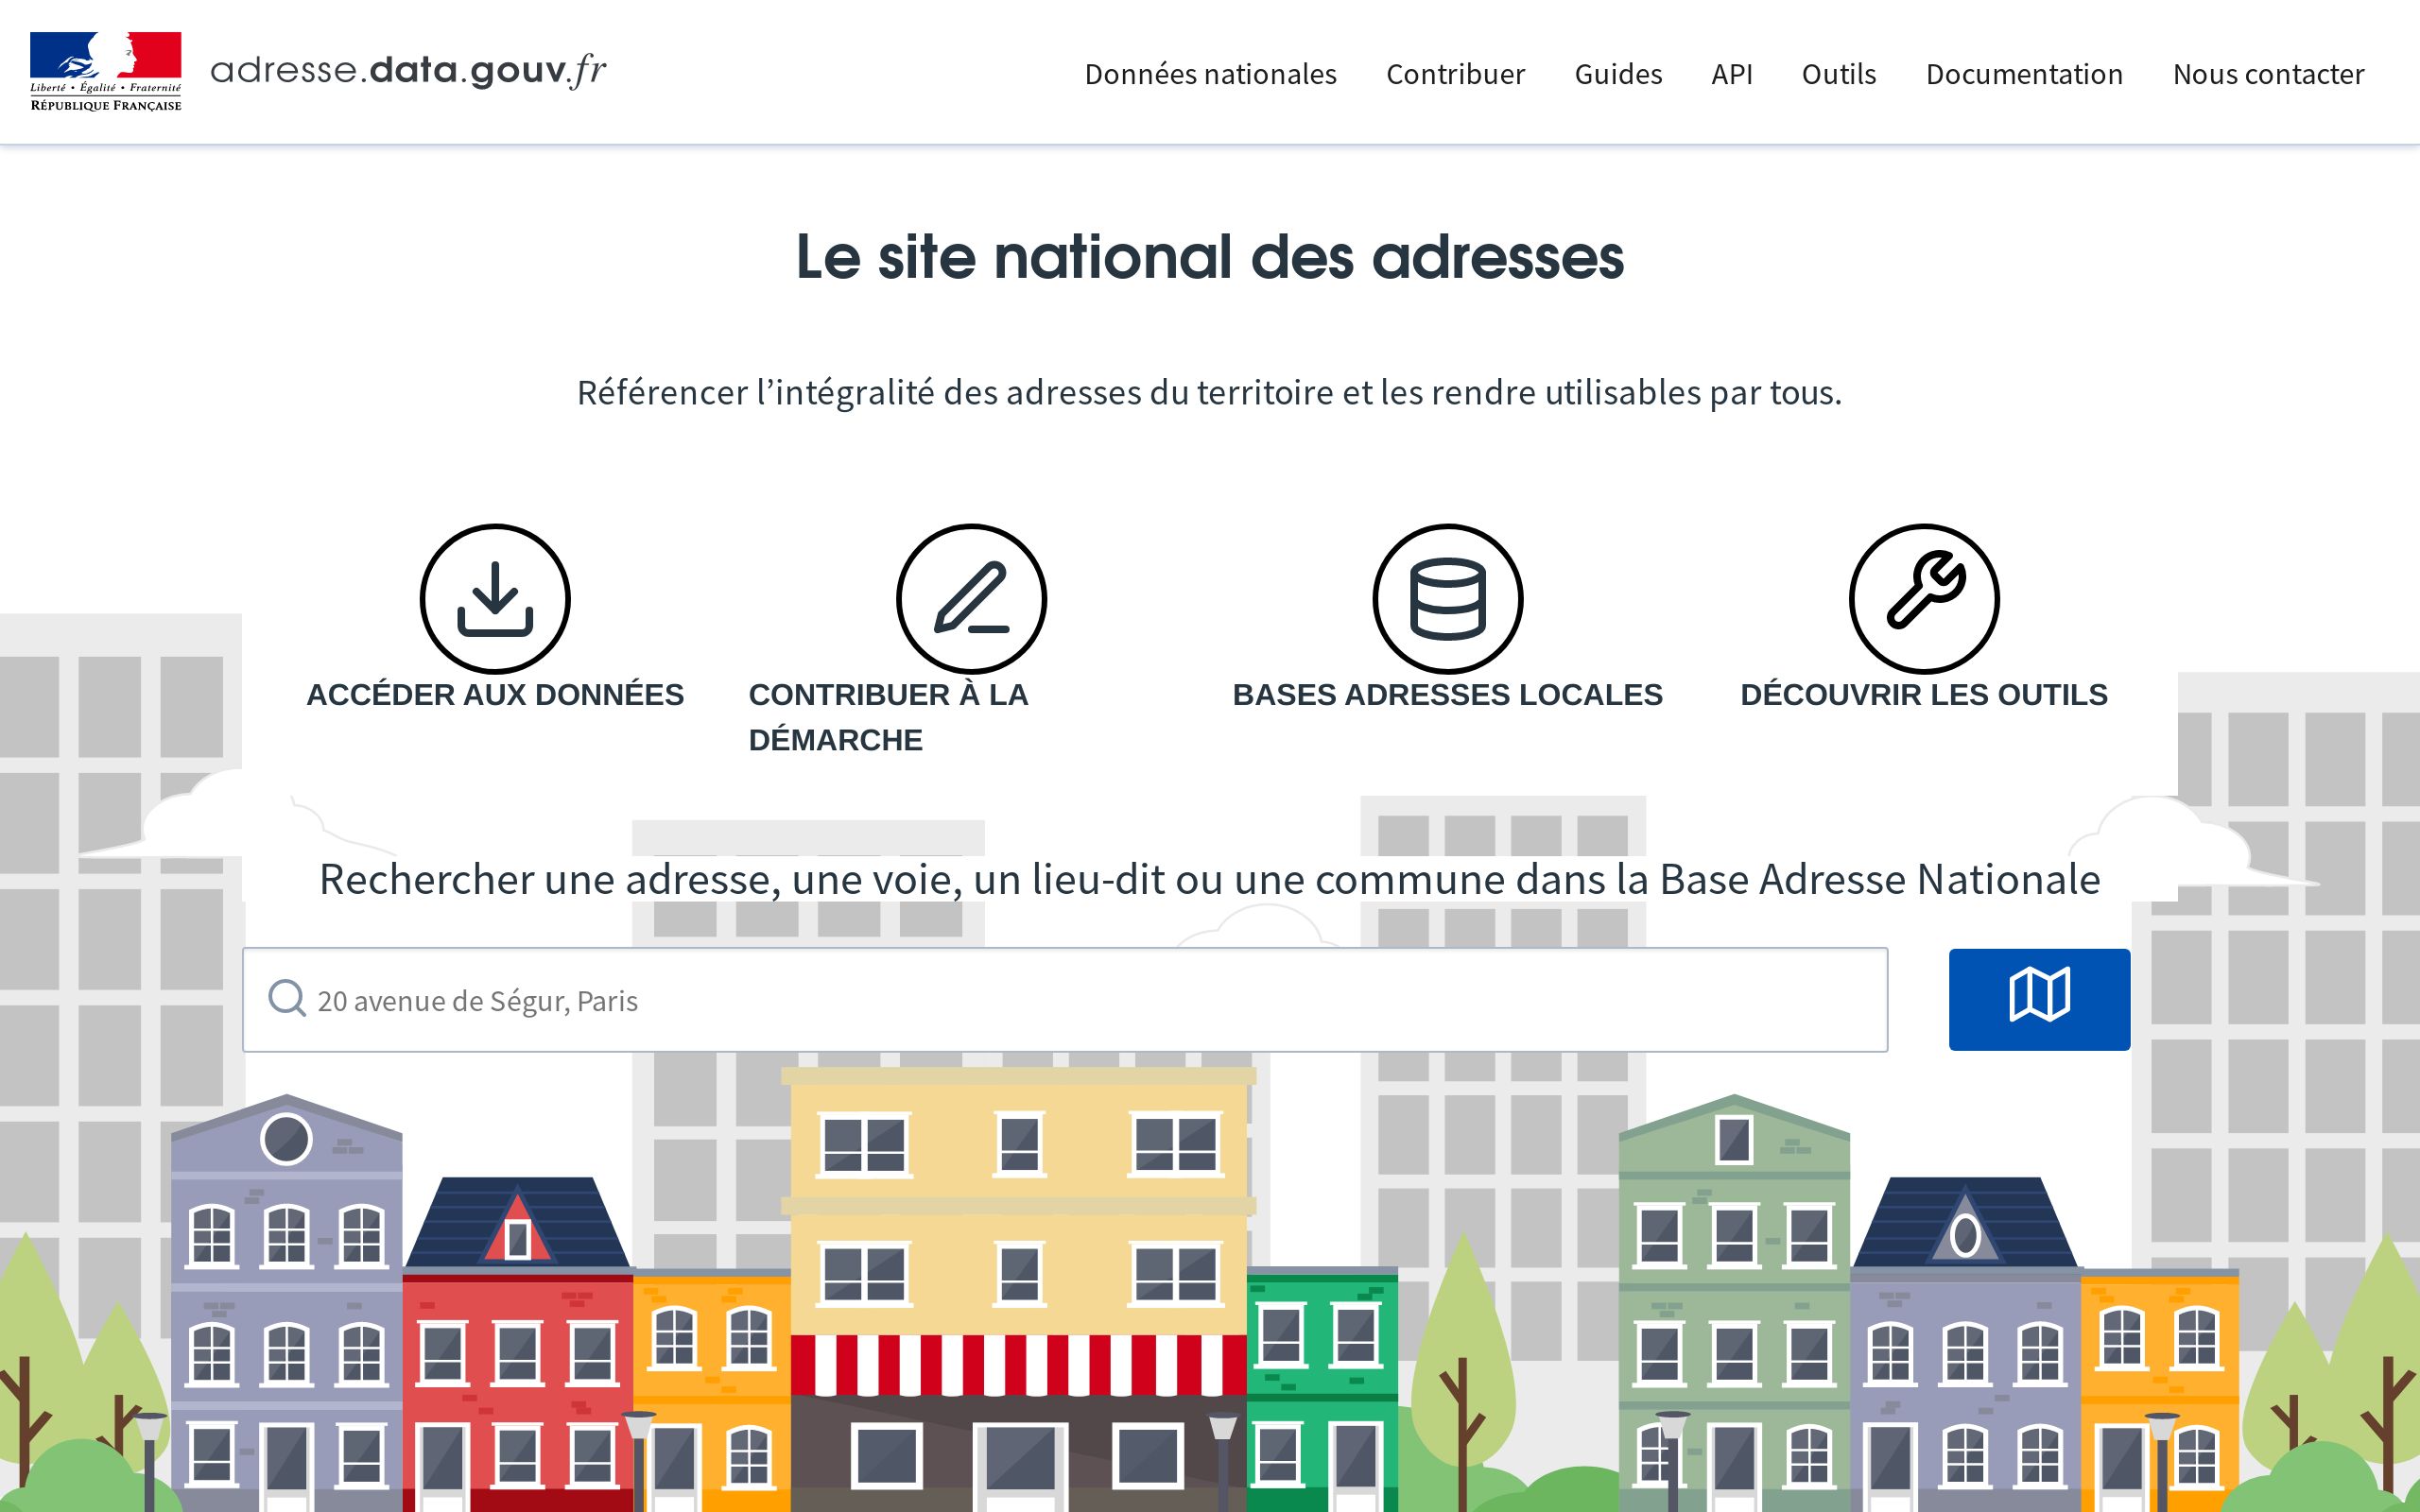 Liberté • Égalité • Fraternité
RÉPUBLIQUE FRANÇAISE
adresse.data.gouv.fr
Données nationales
Contribuer
Guides
API
Outils
Documentation
Nous contacter
Le site national des adresses
Référencer l’intégralité des adresses du territoire et les rendre utilisables par tous.
ACCÉDER AUX DONNÉES
CONTRIBUER À LA
DÉMARCHE
BASES ADRESSES LOCALES
DÉCOUVRIR LES OUTILS
Rechercher une adresse, une voie, un lieu-dit ou une commune dans la Base Adresse Nationale
20 avenue de Ségur, Paris